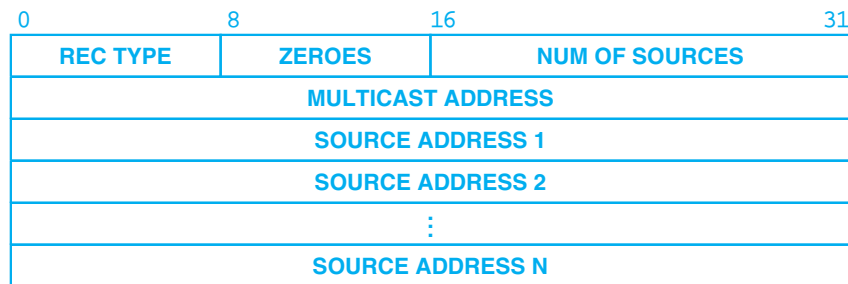 0 8 16 31
REC TYPE ZEROES NUM OF SOURCES
MULTICAST ADDRESS
SOURCE ADDRESS 1
SOURCE ADDRESS 2
⋮
SOURCE ADDRESS N